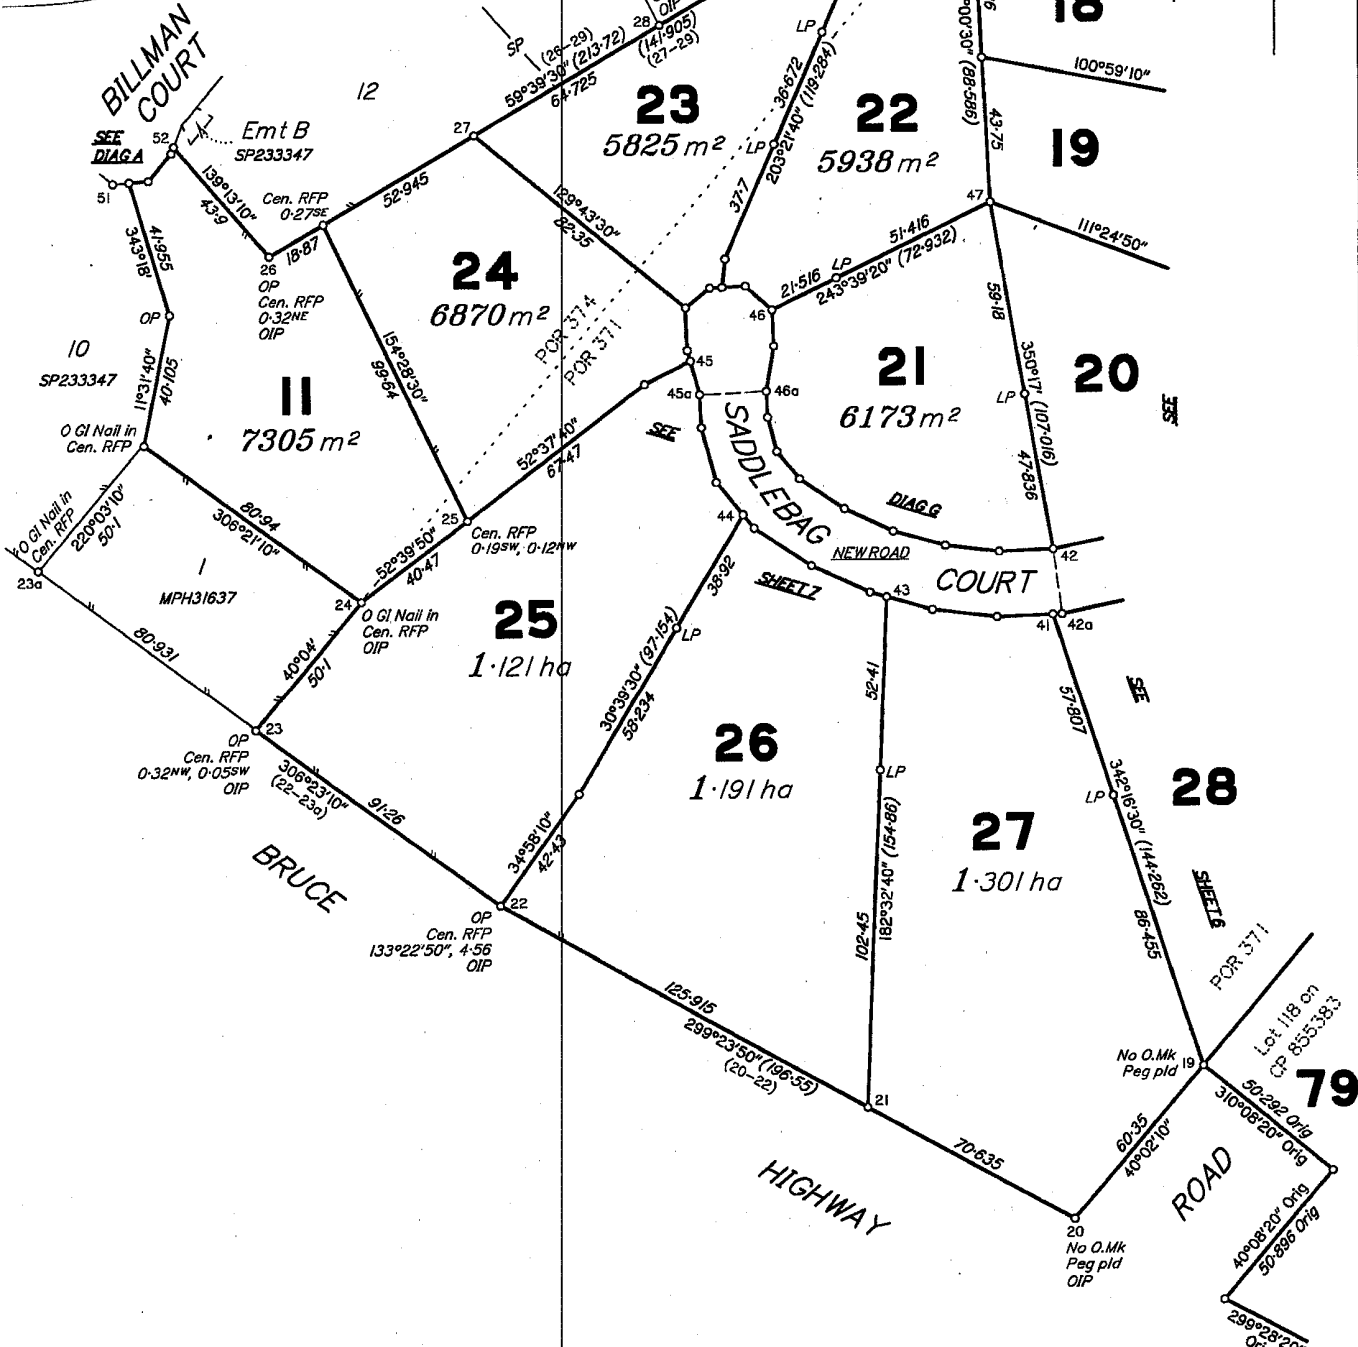 BILLMAN
COURT
SEE
DIAG A
52
51
Emt B
SP233347
12
SP
28
OIP
(26-29)
59°39'30" (213·72)
64·725
(141·905)
(27-29)
27
23
5825 m²
LP
36·672
203°21'40" (119·284)
LP
37·7
22
5938 m²
18
°00'30" (88·586)
43·75
100°59'10"
19
47
111°24'50"
139°13'10"
43·9
Cen. RFP
0·27SE
52·945
18·87
26
OP
Cen. RFP
0·32NE
OIP
129°43'30"
82·35
41·955
343°18'
OP
24
6870 m²
POR 374
POR 371
51·416
LP
21·516
243°39'20" (72·932)
46
59·18
10
SP233347
11°31'40"
40·105
11
7305 m²
154°28'30"
99·64
45
45a
46a
21
6173 m²
350°17' (107·016)
LP
47·836
20
SEE
O GI Nail in
Cen. RFP
52°37'40"
67·47
SEE
SADDLEBAG
DIAG G
NEW ROAD
COURT
42
O GI Nail in
Cen. RFP
220°03'10"
50·1
80·94
306°21'10"
25
Cen. RFP
0·19SW, 0·12NW
44
23a
1
MPH31637
52°39'50"
40·47
24
O GI Nail in
Cen. RFP
OIP
SHEET 7
43
41
42a
80·931
40°04'
50·1
25
1·121 ha
38·92
LP
30°39'30" (97·154)
58·234
52·41
57·807
SEE
23
OP
Cen. RFP
0·32NW, 0·05SW
OIP
306°23'10"
(22-23a)
91·26
26
1·191 ha
LP
LP
342°16'30" (144·262)
28
34°58'10"
42·43
182°32'40" (154·86)
102·45
27
1·301 ha
86·455
SHEET 6
BRUCE
22
OP
Cen. RFP
133°22'50", 4·56
OIP
POR 371
125·915
299°23'50" (196·55)
(20-22)
No O.Mk
Peg pld
19
Lot 118 on
CP 855383
79
50·292 Orig
310°08'20" Orig
21
70·635
60·35
40°02'10"
HIGHWAY
ROAD
20
No O.Mk
Peg pld
OIP
40°08'20" Orig
50·896 Orig